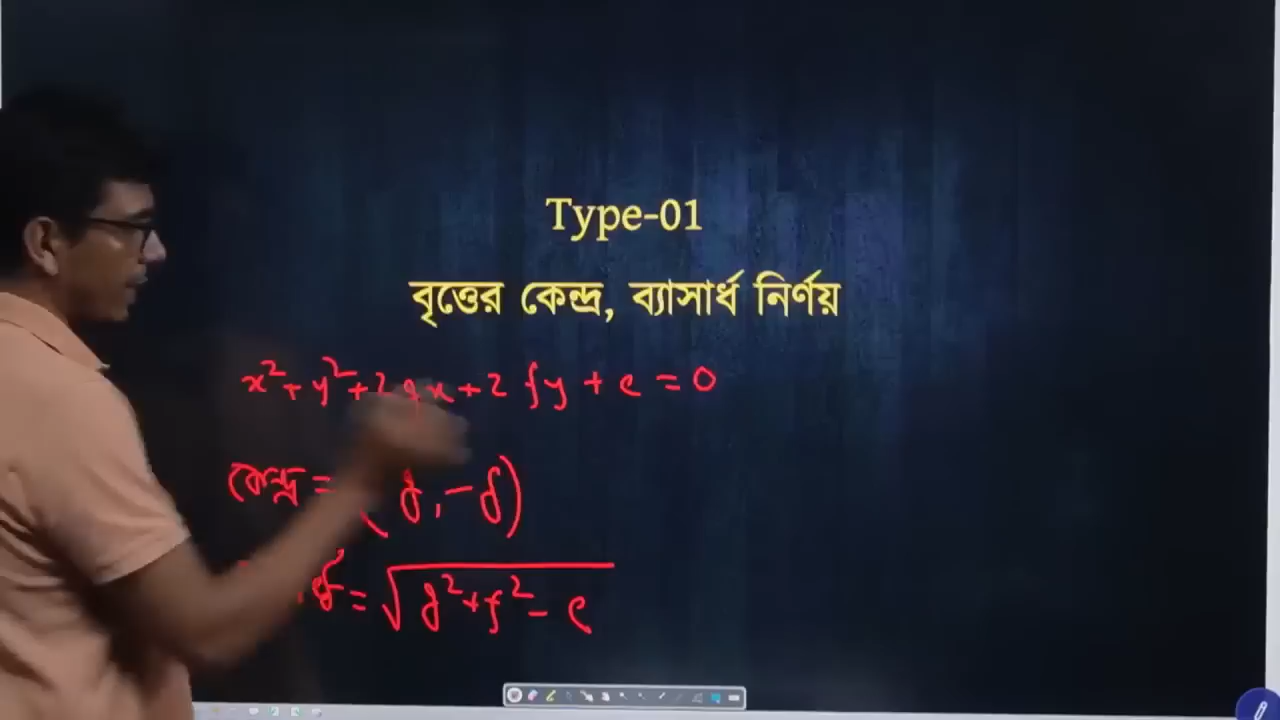 Type-01
বৃত্তের কেন্দ্র, ব্যাসার্ধ নির্ণয়
x²+y²+2gx+2fy+c=0
কেন্দ্র = (g,-f)
=√g²+f²-c